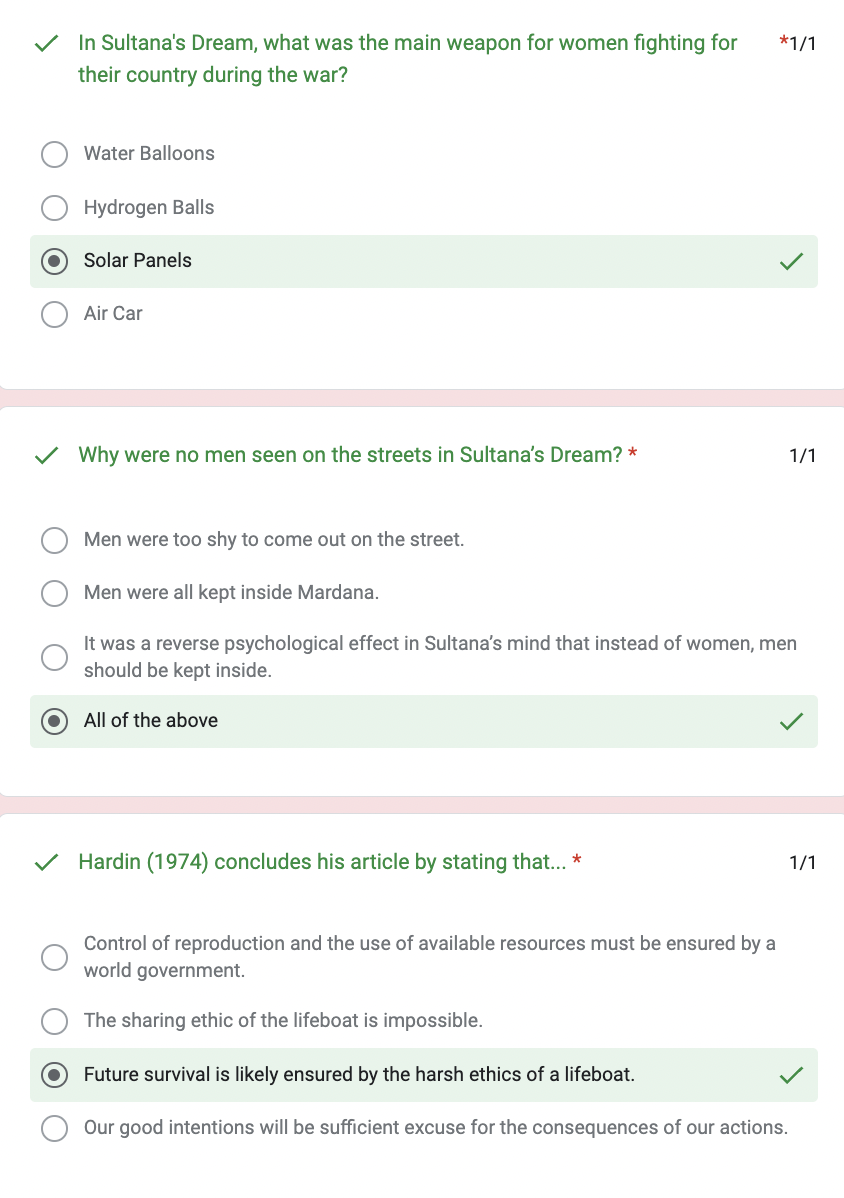 In Sultana's Dream, what was the main weapon for women fighting for *1/1
their country during the war?
Water Balloons
Hydrogen Balls
Solar Panels
Air Car
Why were no men seen on the streets in Sultana’s Dream? * 1/1
Men were too shy to come out on the street.
Men were all kept inside Mardana.
It was a reverse psychological effect in Sultana’s mind that instead of women, men
should be kept inside.
All of the above
Hardin (1974) concludes his article by stating that... * 1/1
Control of reproduction and the use of available resources must be ensured by a
world government.
The sharing ethic of the lifeboat is impossible.
Future survival is likely ensured by the harsh ethics of a lifeboat.
Our good intentions will be sufficient excuse for the consequences of our actions.